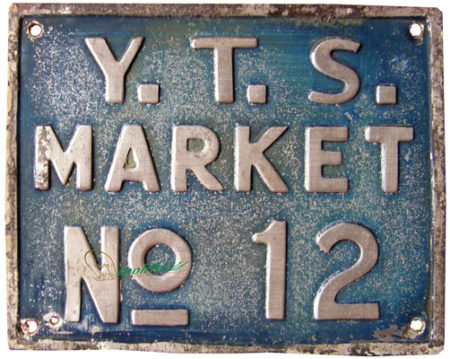 Y. T. S.
MARKET
No 12